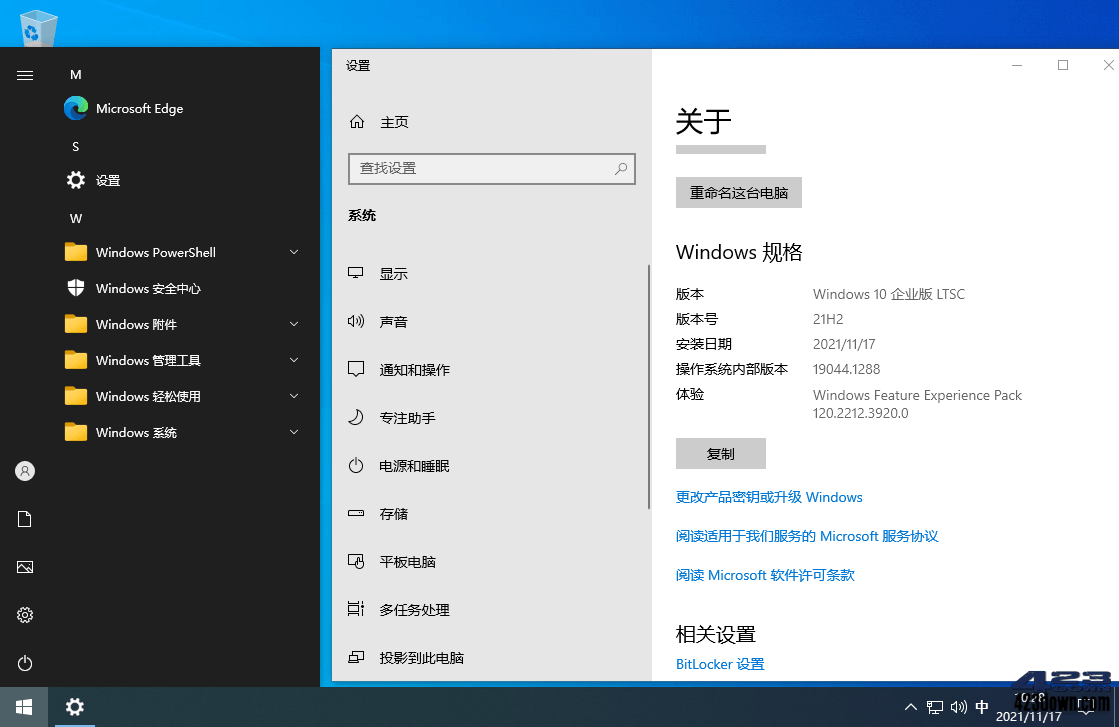 M
Microsoft Edge
S
设置
W
Windows PowerShell
Windows 安全中心
Windows 附件
Windows 管理工具
Windows 轻松使用
Windows 系统
设置
主页
查找设置
系统
显示
声音
通知和操作
专注助手
电源和睡眠
存储
平板电脑
多任务处理
投影到此电脑
关于
重命名这台电脑
Windows 规格
版本 Windows 10 企业版 LTSC
版本号 21H2
安装日期 2021/11/17
操作系统内部版本 19044.1288
体验 Windows Feature Experience Pack
120.2212.3920.0
复制
更改产品密钥或升级 Windows
阅读适用于我们服务的 Microsoft 服务协议
阅读 Microsoft 软件许可条款
相关设置
BitLocker 设置
中
10:28
2021/11/17
423
423down.com